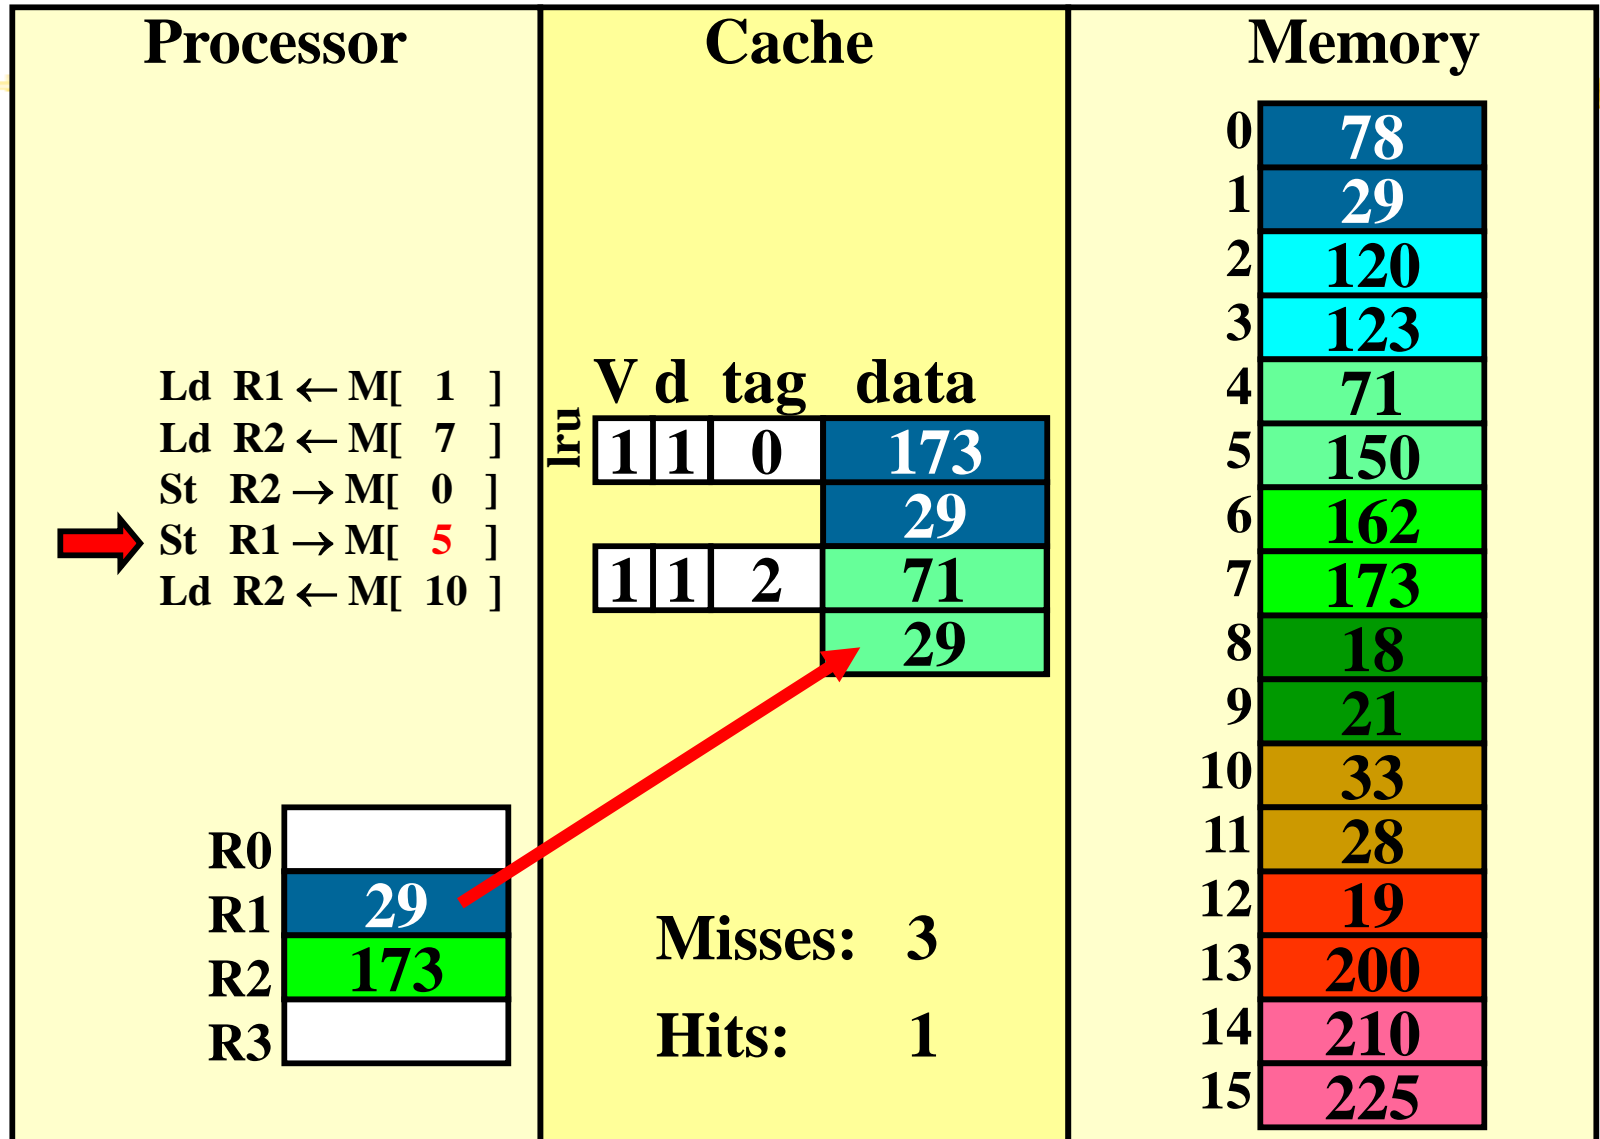 Processor
Cache
Memory
Ld R1 ← M[ 1 ]
Ld R2 ← M[ 7 ]
St R2 → M[ 0 ]
St R1 → M[ 5 ]
Ld R2 ← M[ 10 ]
R0
R1 29
R2 173
R3
V d tag data
lru
1 1 0 173
29
1 1 2 71
29
Misses: 3
Hits: 1
0 78
1 29
2 120
3 123
4 71
5 150
6 162
7 173
8 18
9 21
10 33
11 28
12 19
13 200
14 210
15 225